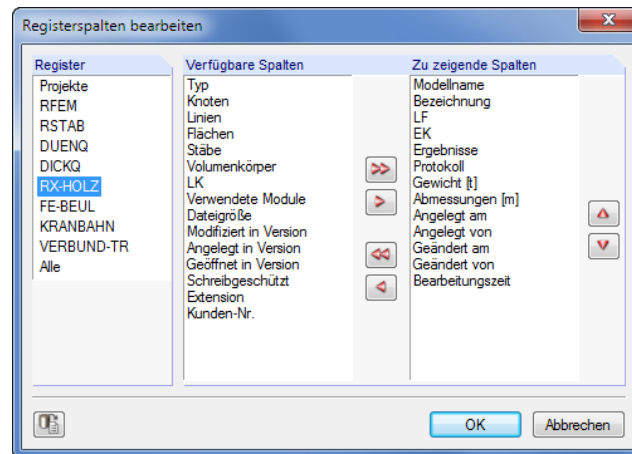 Registerspalten bearbeiten
Register
Projekte
RFEM
RSTAB
DUENQ
DICKQ
RX-HOLZ
FE-BEUL
KRANBAHN
VERBUND-TR
Alle
Verfügbare Spalten
Typ
Knoten
Linien
Flächen
Stäbe
Volumenkörper
LK
Verwendete Module
Dateigröße
Modifiziert in Version
Angelegt in Version
Geöffnet in Version
Schreibgeschützt
Extension
Kunden-Nr.
Zu zeigende Spalten
Modellname
Bezeichnung
LF
EK
Ergebnisse
Protokoll
Gewicht [t]
Abmessungen [m]
Angelegt am
Angelegt von
Geändert am
Geändert von
Bearbeitungszeit
OK
Abbrechen